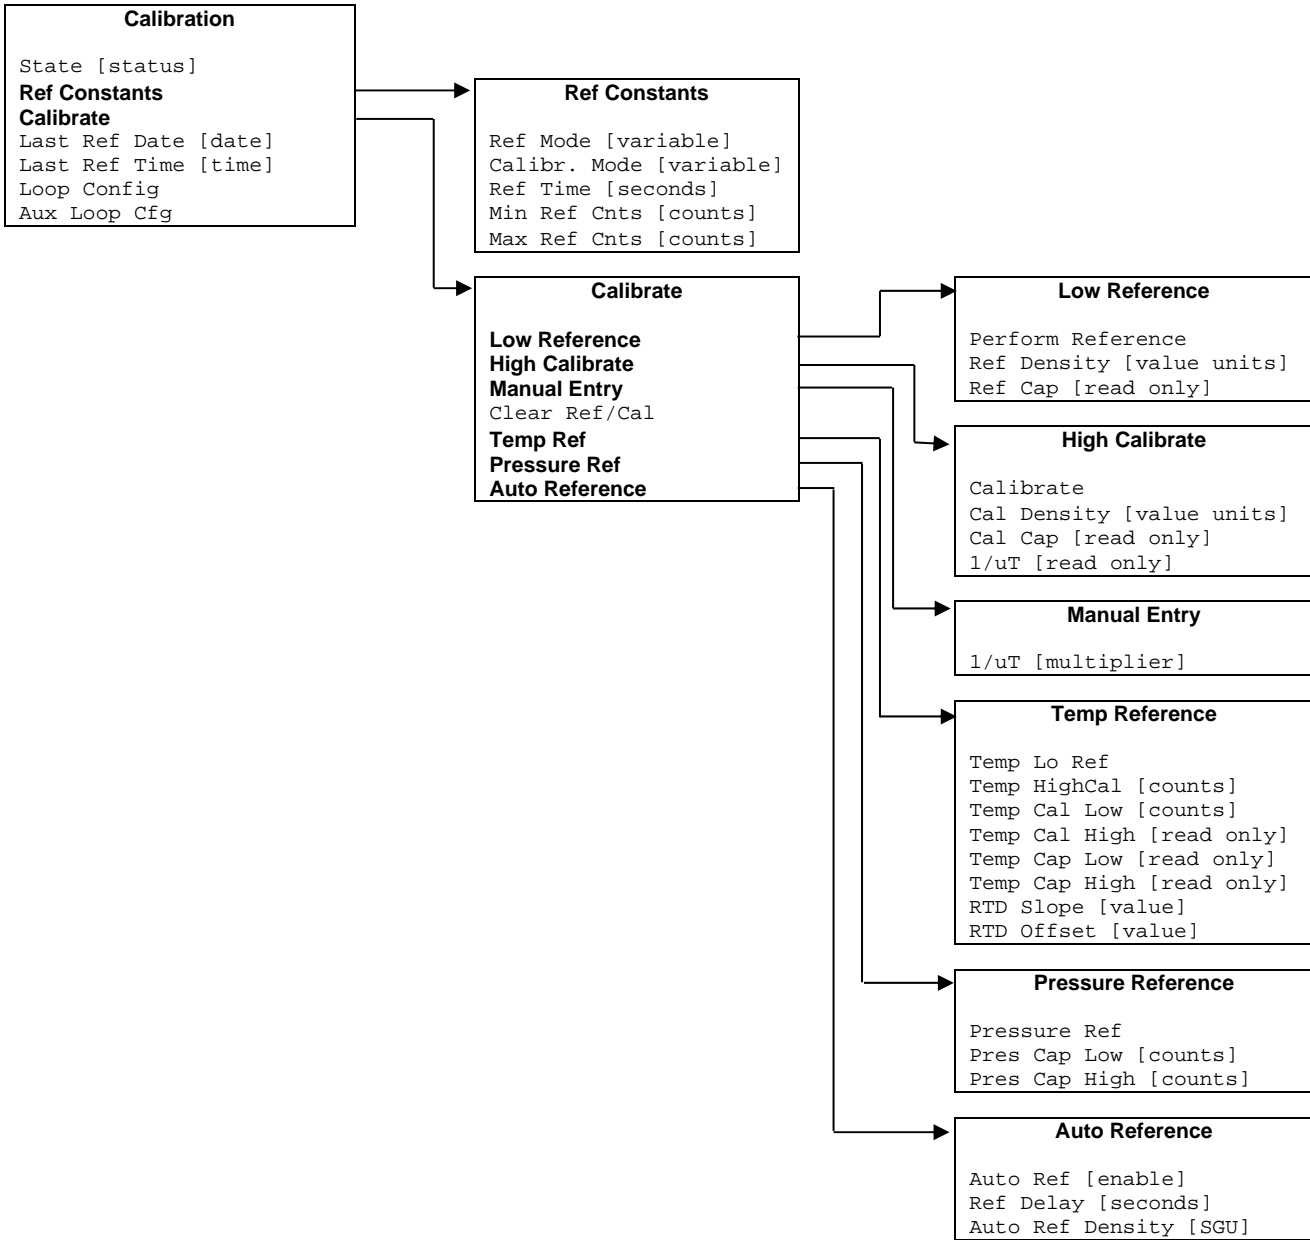 Calibration
State [status]
Ref Constants
Calibrate
Last Ref Date [date]
Last Ref Time [time]
Loop Config
Aux Loop Cfg
Ref Constants
Ref Mode [variable]
Calibr. Mode [variable]
Ref Time [seconds]
Min Ref Cnts [counts]
Max Ref Cnts [counts]
Calibrate
Low Reference
High Calibrate
Manual Entry
Clear Ref/Cal
Temp Ref
Pressure Ref
Auto Reference
Low Reference
Perform Reference
Ref Density [value units]
Ref Cap [read only]
High Calibrate
Calibrate
Cal Density [value units]
Cal Cap [read only]
1/uT [read only]
Manual Entry
1/uT [multiplier]
Temp Reference
Temp Lo Ref
Temp HighCal [counts]
Temp Cal Low [counts]
Temp Cal High [read only]
Temp Cap Low [read only]
Temp Cap High [read only]
RTD Slope [value]
RTD Offset [value]
Pressure Reference
Pressure Ref
Pres Cap Low [counts]
Pres Cap High [counts]
Auto Reference
Auto Ref [enable]
Ref Delay [seconds]
Auto Ref Density [SGU]